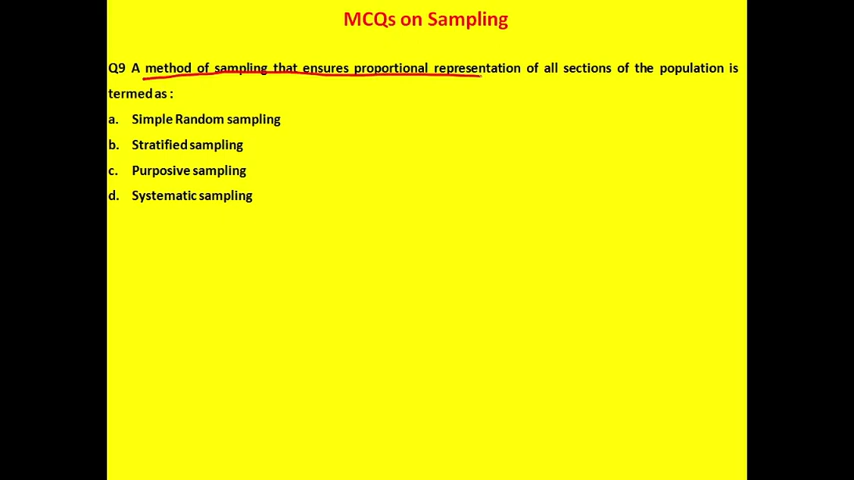 MCQs on Sampling
Q9 A method of sampling that ensures proportional representation of all sections of the population is
termed as :
a. Simple Random sampling
b. Stratified sampling
c. Purposive sampling
d. Systematic sampling